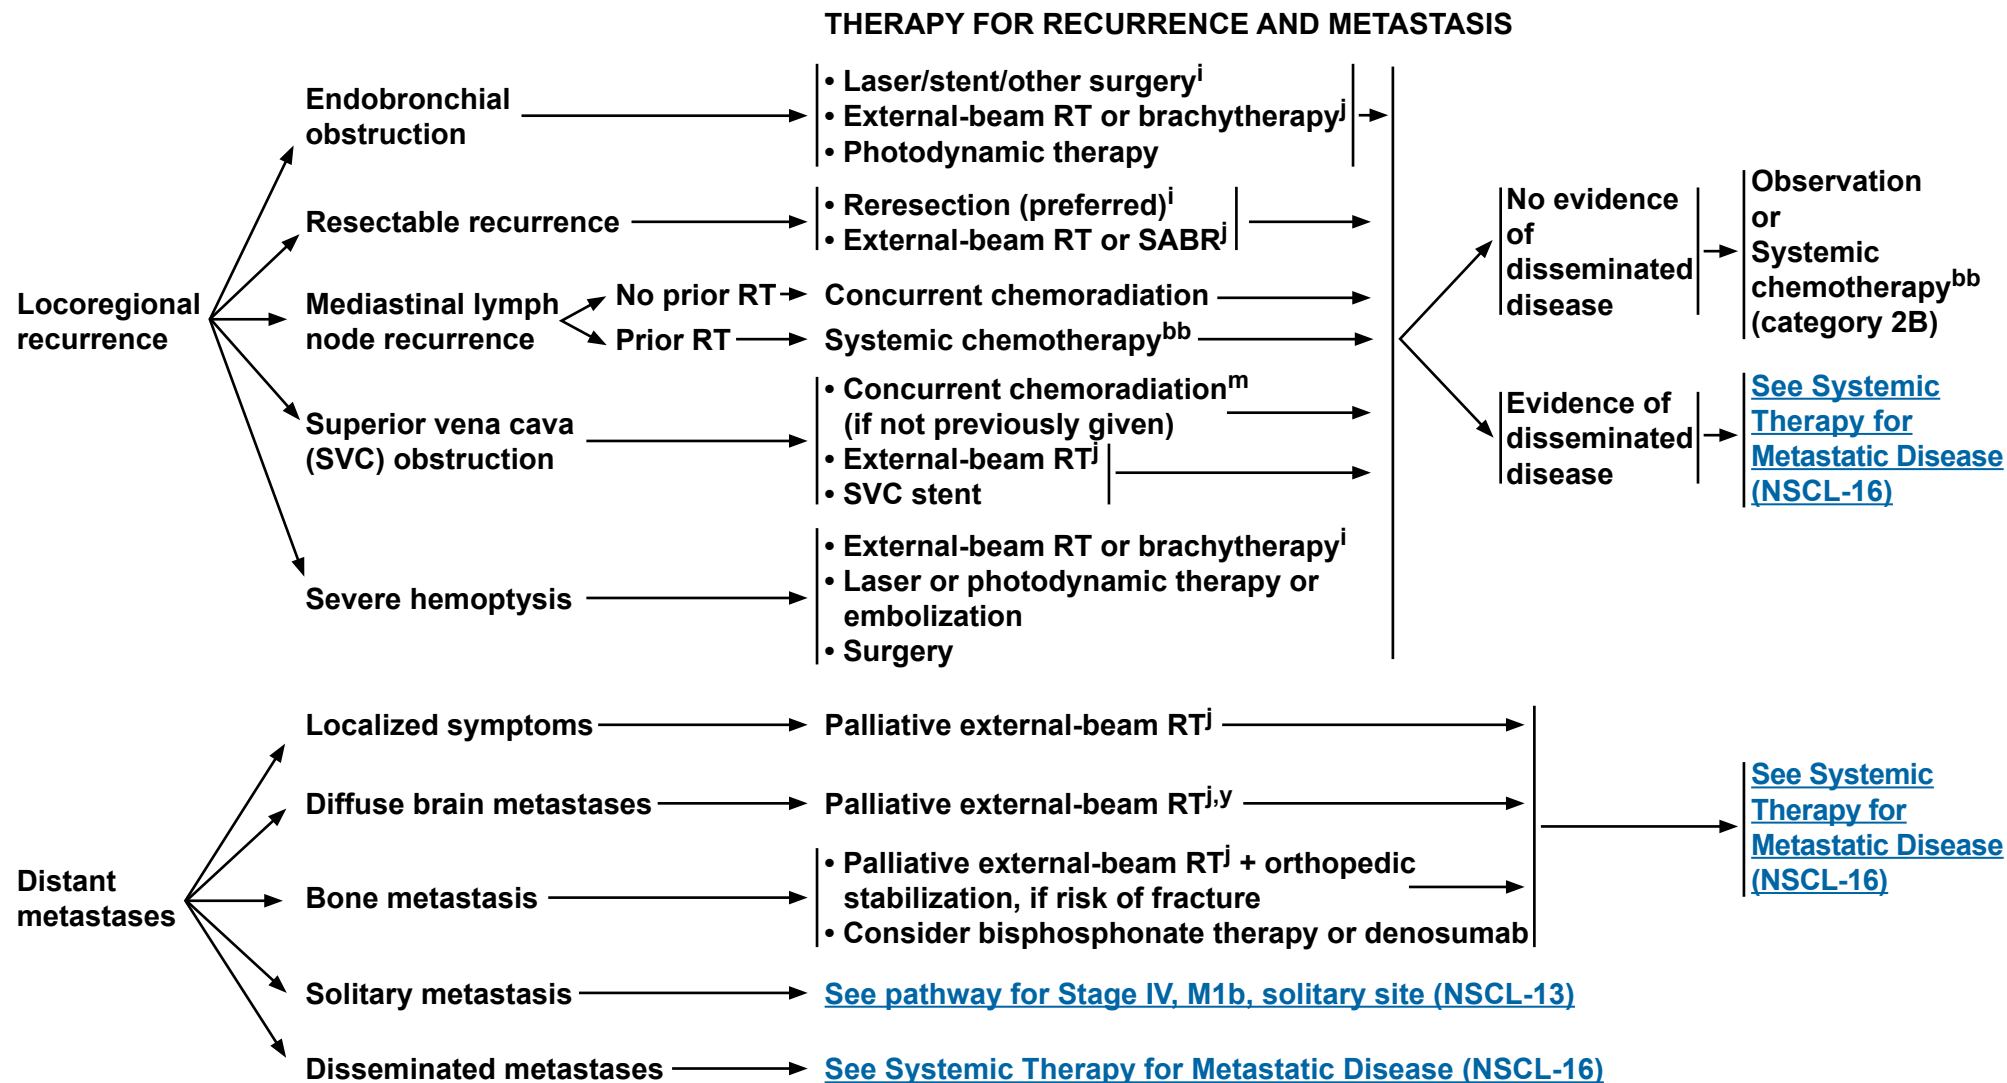 THERAPY FOR RECURRENCE AND METASTASIS
Locoregional
recurrence
Endobronchial
obstruction
• Laser/stent/other surgeryⁱ
• External-beam RT or brachytherapyʲ
• Photodynamic therapy
Resectable recurrence
• Reresection (preferred)ⁱ
• External-beam RT or SABRʲ
Mediastinal lymph
node recurrence
No prior RT
Concurrent chemoradiation
Prior RT
Systemic chemotherapyᵇᵇ
Superior vena cava
(SVC) obstruction
• Concurrent chemoradiationᵐ
(if not previously given)
• External-beam RTʲ
• SVC stent
Severe hemoptysis
• External-beam RT or brachytherapyⁱ
• Laser or photodynamic therapy or
embolization
• Surgery
No evidence
of
disseminated
disease
Observation
or
Systemic
chemotherapyᵇᵇ
(category 2B)
Evidence of
disseminated
disease
See Systemic
Therapy for
Metastatic Disease
(NSCL-16)
Distant
metastases
Localized symptoms
Palliative external-beam RTʲ
Diffuse brain metastases
Palliative external-beam RTʲ,ʸ
Bone metastasis
• Palliative external-beam RTʲ + orthopedic
stabilization, if risk of fracture
• Consider bisphosphonate therapy or denosumab
See Systemic
Therapy for
Metastatic Disease
(NSCL-16)
Solitary metastasis
See pathway for Stage IV, M1b, solitary site (NSCL-13)
Disseminated metastases
See Systemic Therapy for Metastatic Disease (NSCL-16)